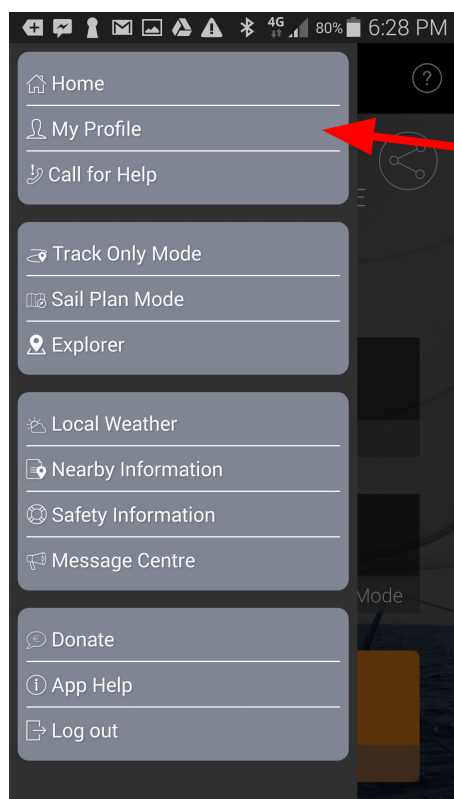 4G 80% 6:28 PM
?
Home
My Profile
Call for Help
E
Track Only Mode
Sail Plan Mode
Explorer
Local Weather
Nearby Information
Safety Information
Message Centre
Mode
Donate
App Help
Log out